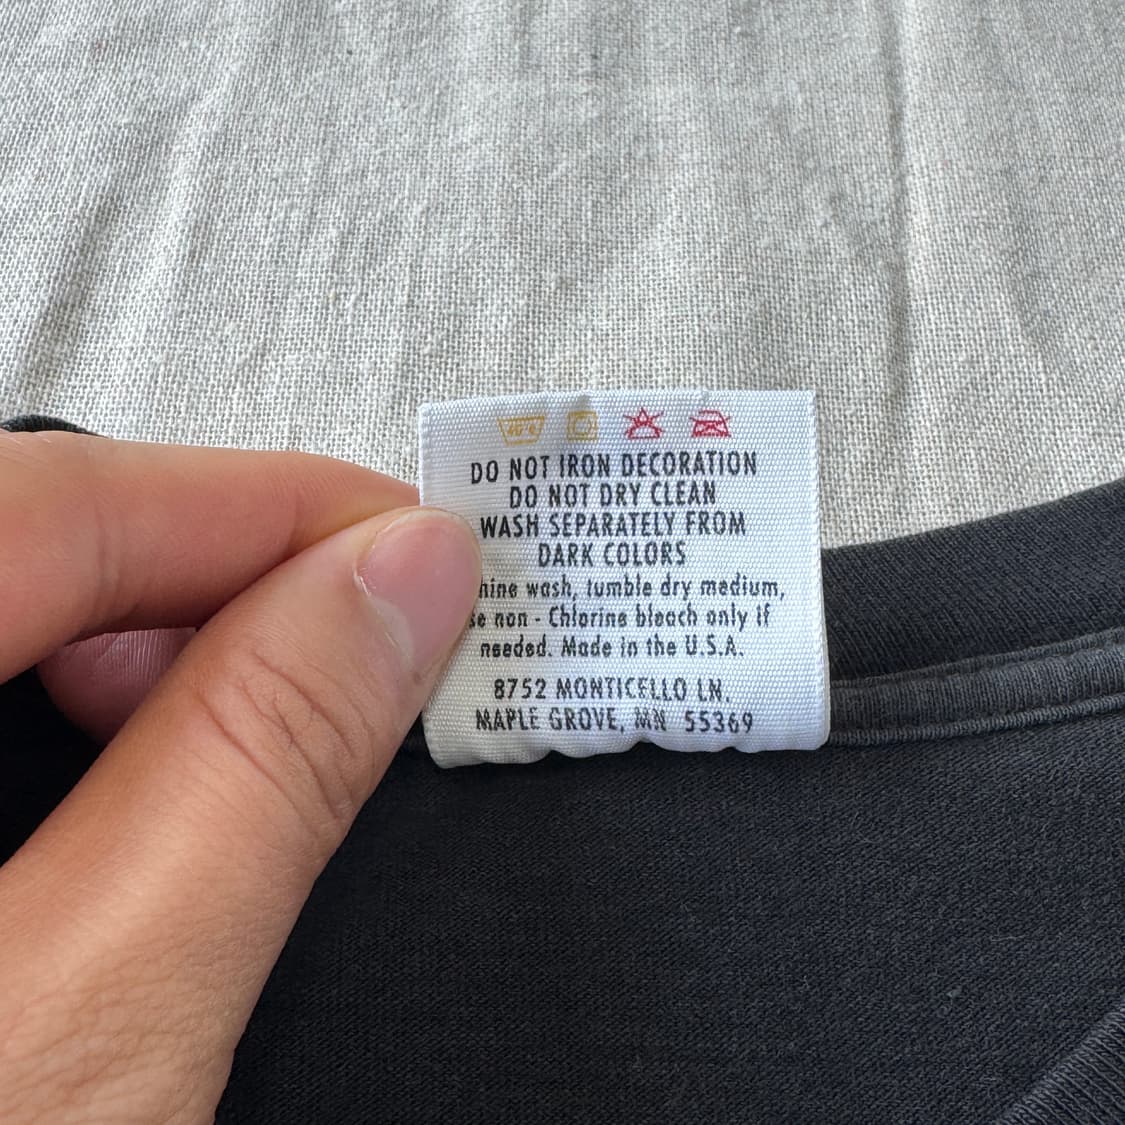 40°C
DO NOT IRON DECORATION
DO NOT DRY CLEAN
WASH SEPARATELY FROM
DARK COLORS
hine wash, tumble dry medium,
se non - Chlorine bleach only if
needed. Made in the U.S.A.
8752 MONTICELLO LN.
MAPLE GROVE, MN 55369